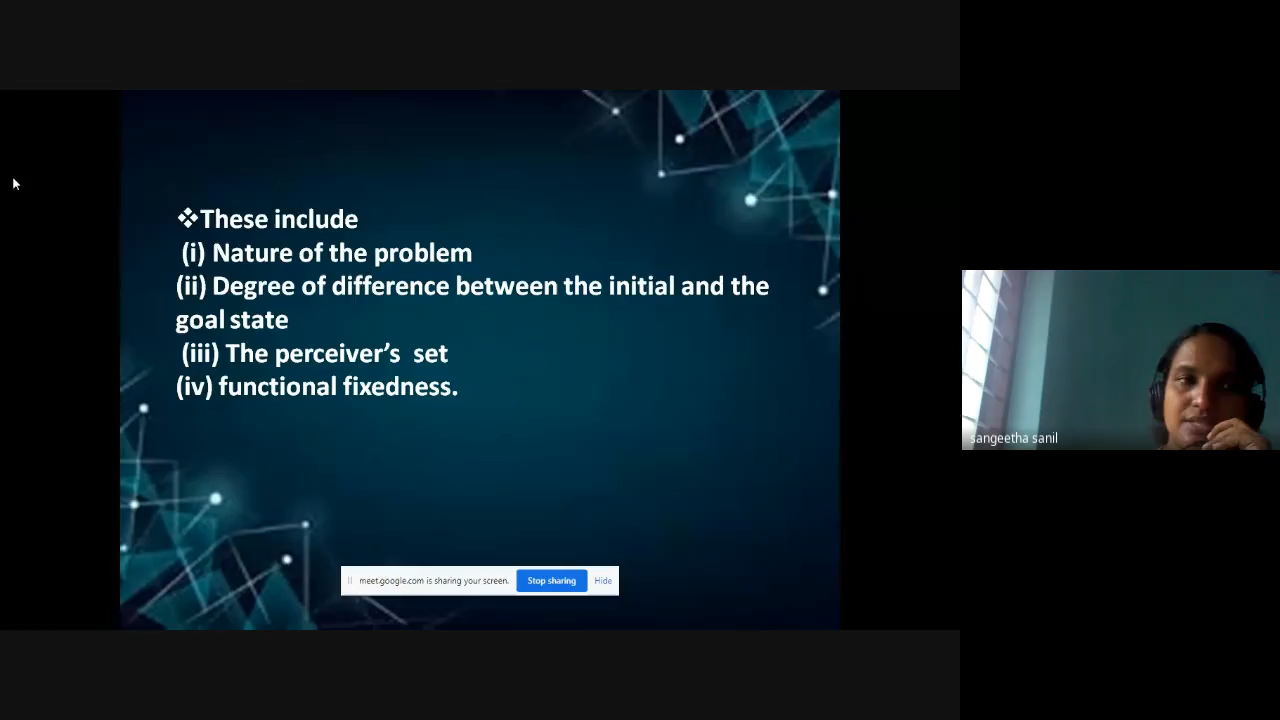 ❖These include
(i) Nature of the problem
(ii) Degree of difference between the initial and the
goal state
(iii) The perceiver’s set
(iv) functional fixedness.
sangeetha sanil
meet.google.com is sharing your screen. Stop sharing Hide